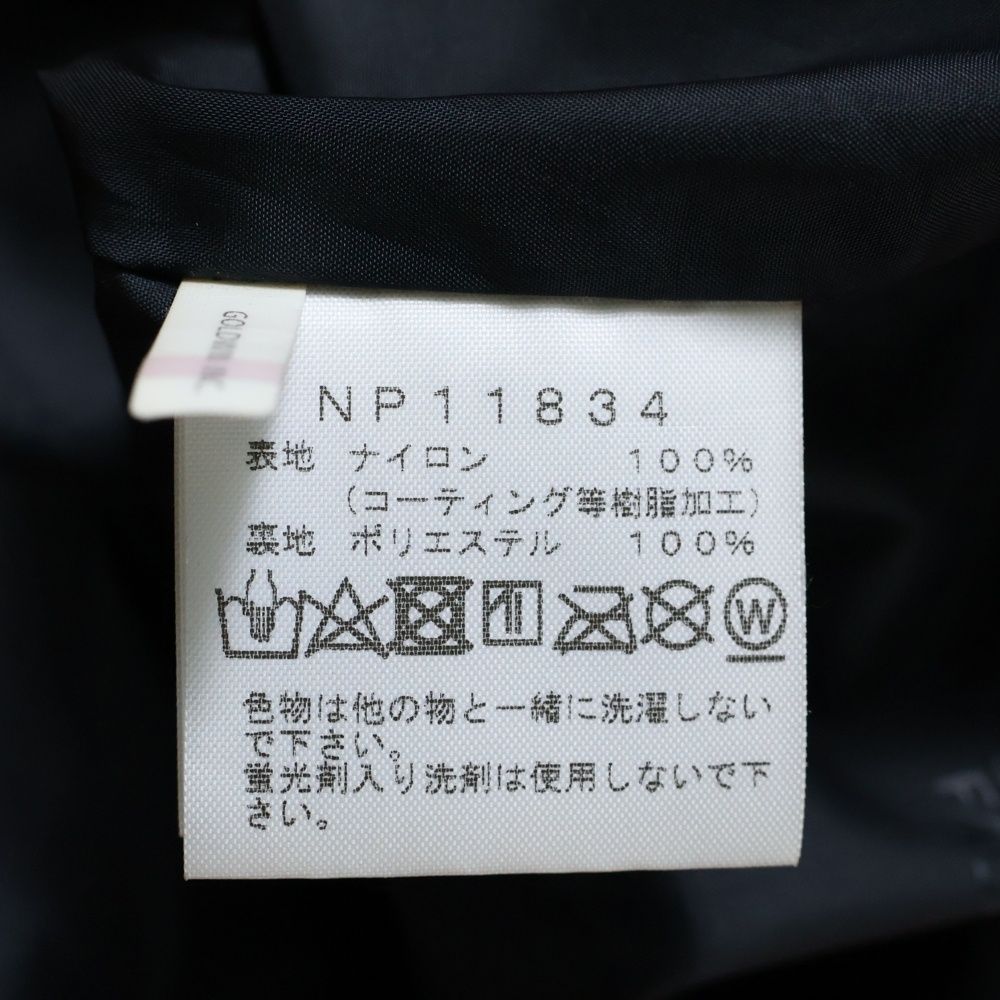 GOLDWIN INC
NP11834
表地 ナイロン 100%
(コーティング等樹脂加工)
裏地 ポリエステル 100%
W
色物は他の物と一緒に洗濯しない
で下さい。
蛍光剤入り洗剤は使用しないで下
さい。